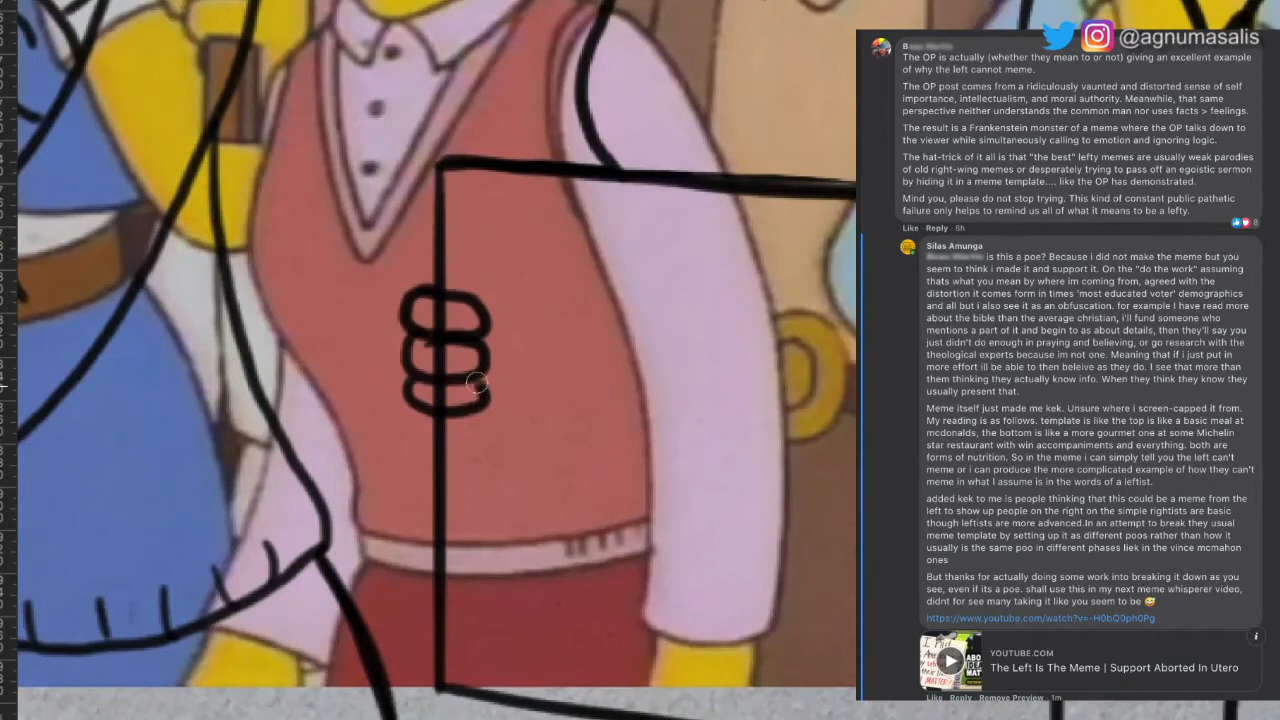 @agnumasalis
B
The OP is actually (whether they mean to or not) giving an excellent example
of why the left cannot meme.
The OP post comes from a ridiculously vaunted and distorted sense of self
importance, intellectualism, and moral authority. Meanwhile, that same
perspective neither understands the common man nor uses facts > feelings.
The result is a Frankenstein monster of a meme where the OP talks down to
the viewer while simultaneously calling to emotion and ignoring logic.
The hat-trick of it all is that "the best" lefty memes are usually weak parodies
of old right-wing memes or desperately trying to pass off an egoistic sermon
by hiding it in a meme template.... like the OP has demonstrated.
Mind you, please do not stop trying. This kind of constant public pathetic
failure only helps to remind us all of what it means to be a lefty.
8
Like · Reply · 8h
Silas Amunga
is this a poe? Because i did not make the meme but you
seem to think i made it and support it. On the "do the work" assuming
thats what you mean by where im coming from, agreed with the
distortion it comes form in times 'most educated voter' demographics
and all but i also see it as an obfuscation. for example I have read more
about the bible than the average christian, i'll fund someone who
mentions a part of it and begin to as about details, then they'll say you
just didn't do enough in praying and believing, or go research with the
theological experts because im not one. Meaning that if i just put in
more effort ill be able to then beleive as they do. I see that more than
them thinking they actually know info. When they think they know they
usually present that.
Meme itself just made me kek. Unsure where i screen-capped it from.
My reading is as follows. template is like the top is like a basic meal at
mcdonalds, the bottom is like a more gourmet one at some Michelin
star restaurant with win accompaniments and everything. both are
forms of nutrition. So in the meme i can simply tell you the left can't
meme or i can produce the more complicated example of how they can't
meme in what I assume is in the words of a leftist.
added kek to me is people thinking that this could be a meme from the
left to show up people on the right on the simple rightists are basic
though leftists are more advanced.In an attempt to break they usual
meme template by setting up it as different poos rather than how it
usually is the same poo in different phases liek in the vince mcmahon
ones
But thanks for actually doing some work into breaking it down as you
see, even if its a poe. shall use this in my next meme whisperer video,
didnt for see many taking it like you seem to be 😅
https://www.youtube.com/watch?v=-H0bQ0ph0Pg
YOUTUBE.COM
The Left Is The Meme | Support Aborted In Utero
Like · Reply · Remove Preview · 1m